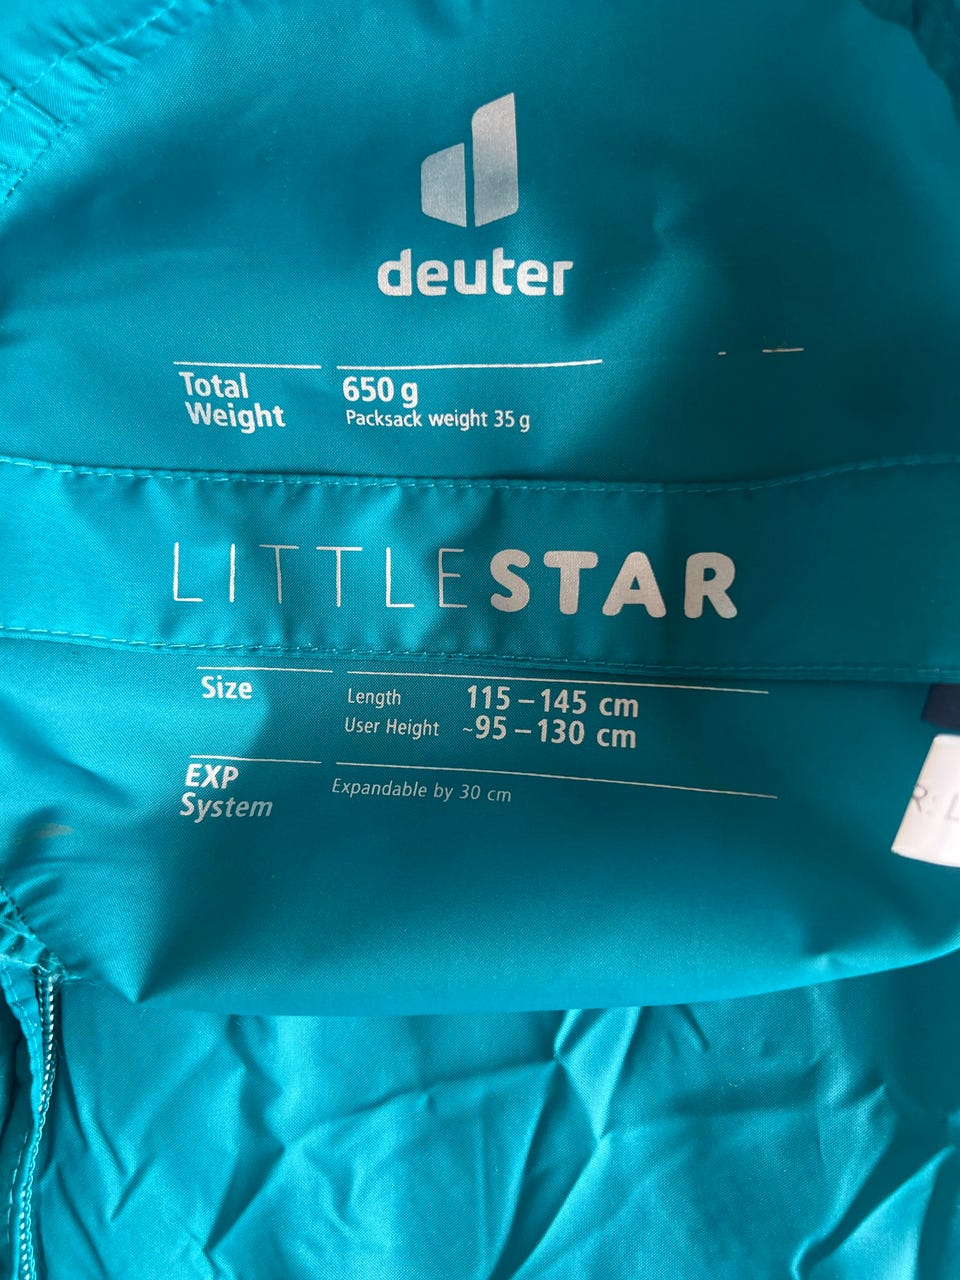 deuter
Total Weight
650 g
Packsack weight 35 g
LITTLESTAR
Size
Length 115 – 145 cm
User Height ~95 – 130 cm
EXP System
Expandable by 30 cm
R: L